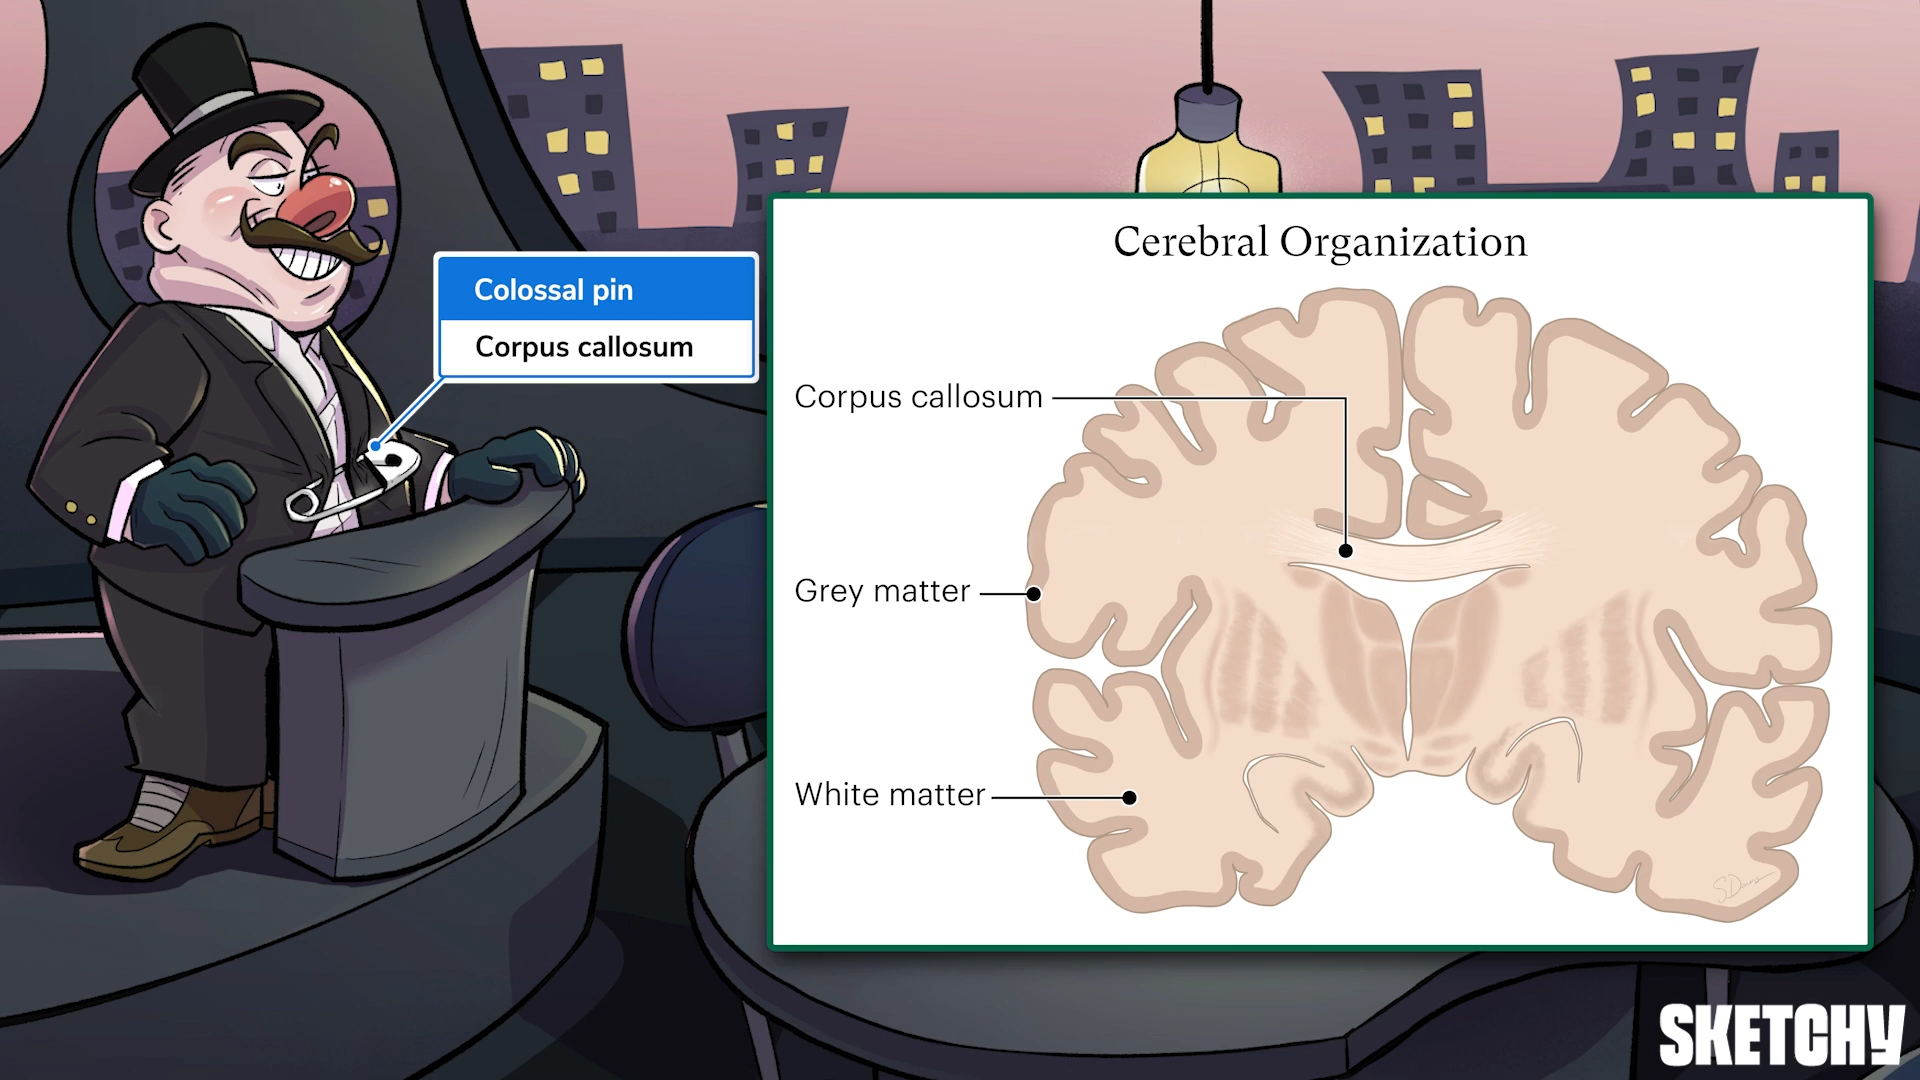 Colossal pin
Corpus callosum
Cerebral Organization
Corpus callosum
Grey matter
White matter
SKETCHY